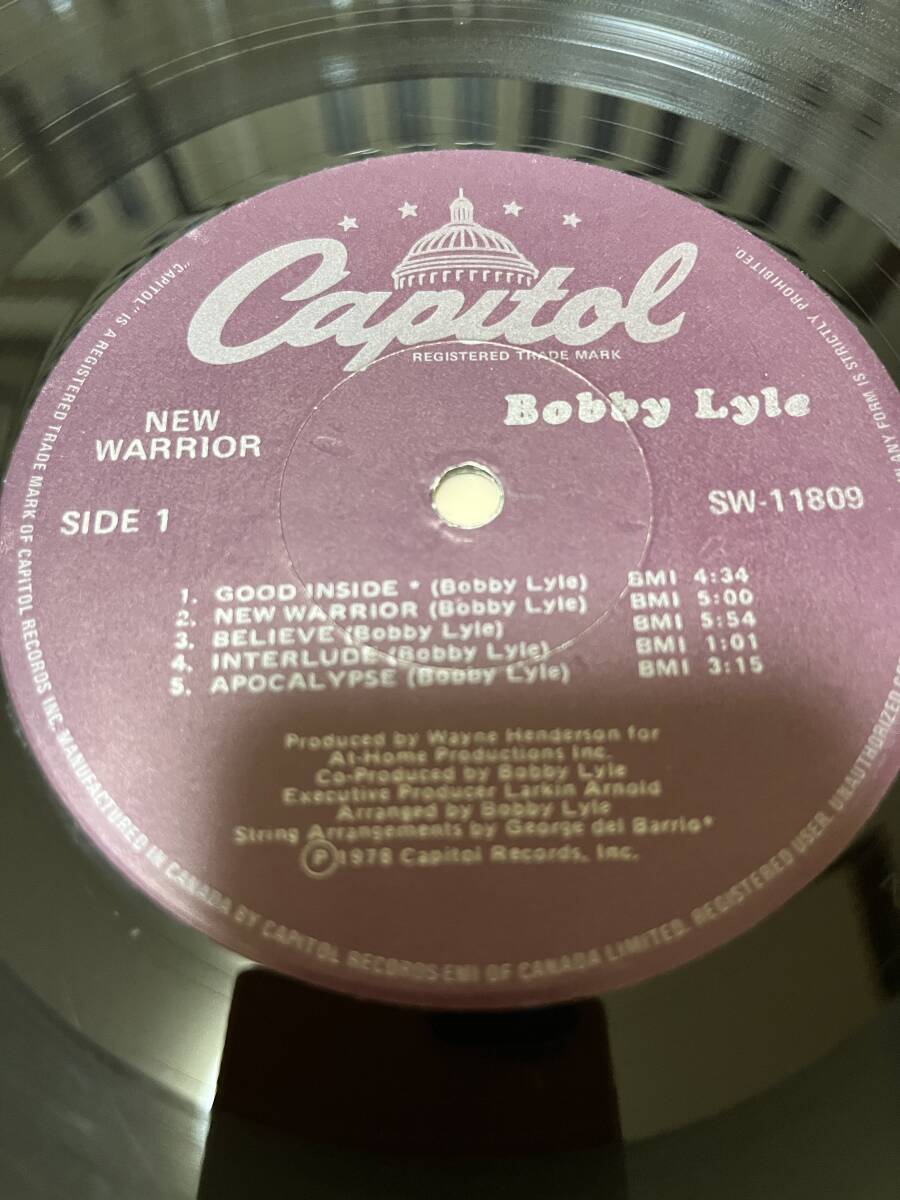 Capitol
REGISTERED TRADE MARK
Bobby Lyle
NEW
WARRIOR
SIDE 1
SW-11809
1. GOOD INSIDE * (Bobby Lyle) BMI 4:34
2. NEW WARRIOR (Bobby Lyle) BMI 5:00
3. BELIEVE (Bobby Lyle) BMI 5:54
4. INTERLUDE (Bobby Lyle) BMI 1:01
5. APOCALYPSE (Bobby Lyle) BMI 3:15
Produced by Wayne Henderson for
At-Home Productions Inc.
Co-Produced by Bobby Lyle
Executive Producer Larkin Arnold
Arranged by Bobby Lyle
String Arrangements by George del Barrio*
Ⓟ1978 Capitol Records, Inc.
"CAPITOL" IS A REGISTERED TRADE MARK OF CAPITOL RECORDS INC. MANUFACTURED IN CANADA BY CAPITOL RECORDS-EMI OF CANADA LIMITED. REGISTERED USER. UNAUTHORIZED ANY FORM IS STRICTLY PROHIBITED.